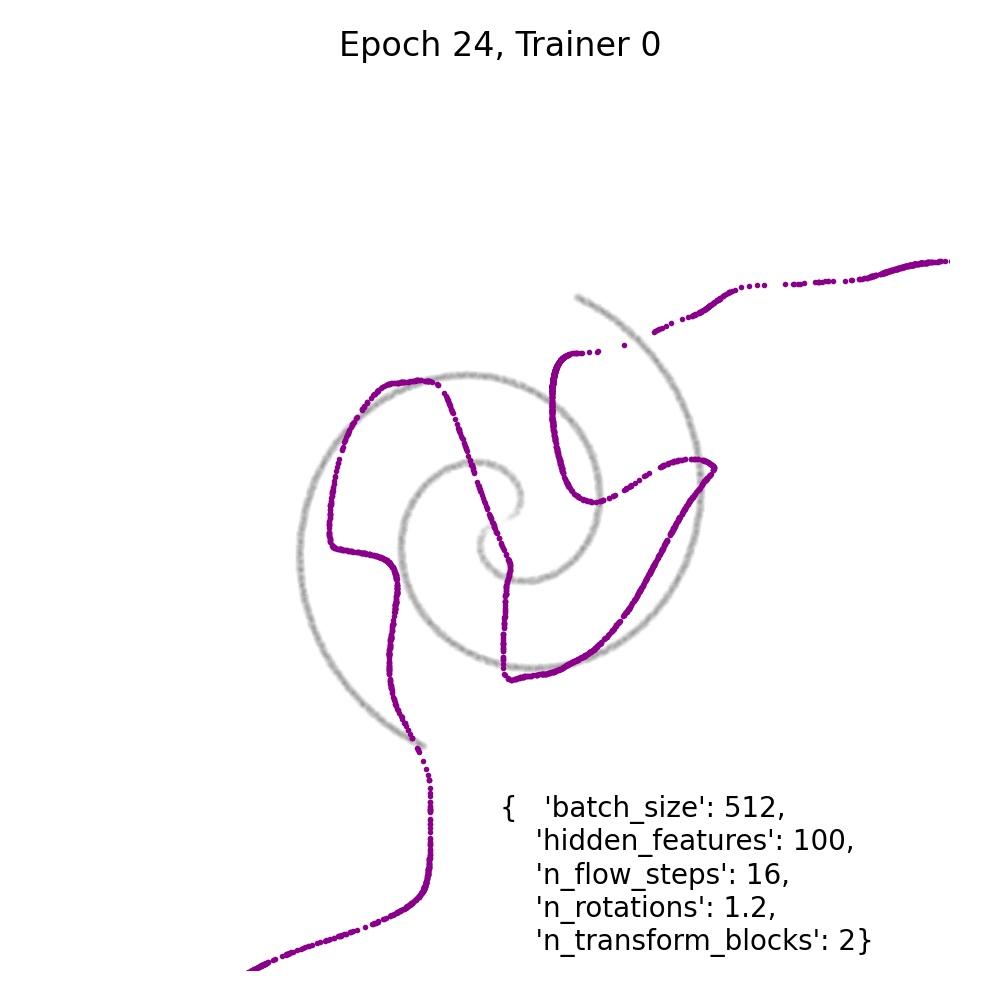 Epoch 24, Trainer 0
{ 'batch_size': 512,
'hidden_features': 100,
'n_flow_steps': 16,
'n_rotations': 1.2,
'n_transform_blocks': 2}